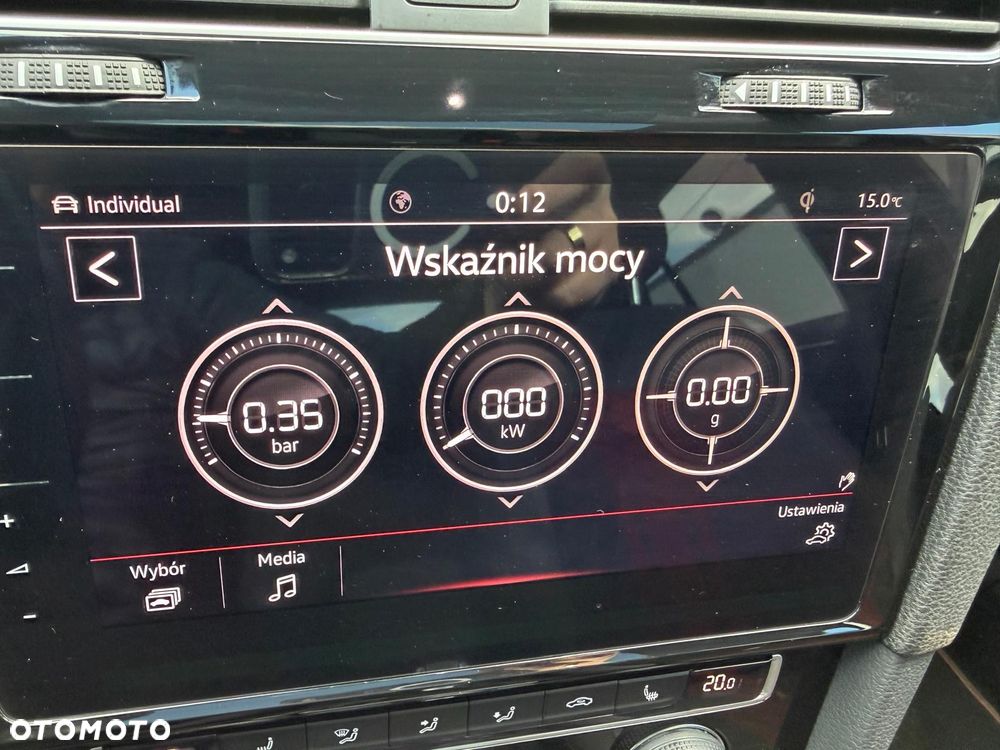 Individual
0:12
15.0°C
Wskaźnik mocy
<
>
0.35
bar
000
kW
0.00
g
Ustawienia
Wybór
Media
+
-
20.0
OTOMOTO